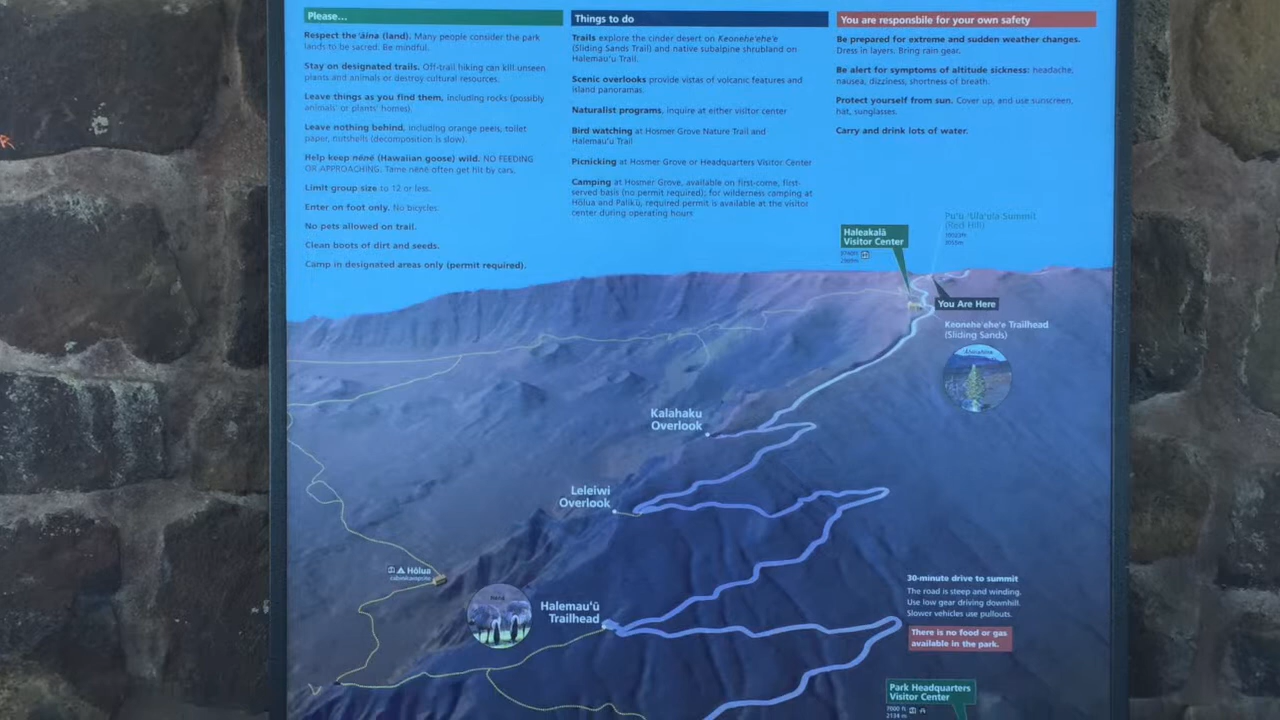 Please...
Respect the ʻāina (land). Many people consider the park
lands to be sacred. Be mindful.
Stay on designated trails. Off-trail hiking can kill unseen
plants and animals or destroy cultural resources.
Leave things as you find them, including rocks (possibly
animals' or plants' homes).
Leave nothing behind, including orange peels, toilet
paper, nutshells (decomposition is slow).
Help keep nēnē (Hawaiian goose) wild. NO FEEDING
OR APPROACHING. Tame nēnē often get hit by cars.
Limit group size to 12 or less.
Enter on foot only. No bicycles.
No pets allowed on trail.
Clean boots of dirt and seeds.
Camp in designated areas only (permit required).
Things to do
Trails explore the cinder desert on Keoneheʻeheʻe
(Sliding Sands Trail) and native subalpine shrubland on
Halemauʻu Trail.
Scenic overlooks provide vistas of volcanic features and
island panoramas.
Naturalist programs, inquire at either visitor center
Bird watching at Hosmer Grove Nature Trail and
Halemauʻu Trail
Picnicking at Hosmer Grove or Headquarters Visitor Center
Camping at Hosmer Grove, available on first-come, first-
served basis (no permit required); for wilderness camping at
Hōlua and Palikū, required permit is available at the visitor
center during operating hours
You are responsbile for your own safety
Be prepared for extreme and sudden weather changes.
Dress in layers. Bring rain gear.
Be alert for symptoms of altitude sickness: headache,
nausea, dizziness, shortness of breath.
Protect yourself from sun. Cover up, and use sunscreen,
hat, sunglasses.
Carry and drink lots of water.
Puʻu ʻUlaʻula Summit
(Red Hill)
10023ft
3055m
Haleakalā
Visitor Center
You Are Here
Keoneheʻeheʻe Trailhead
(Sliding Sands)
Kalahaku
Overlook
Leleiwi
Overlook
Hōlua
cabin/campsite
Nēnē
Halemauʻū
Trailhead
30-minute drive to summit
The road is steep and winding.
Use low gear driving downhill.
Slower vehicles use pullouts.
There is no food or gas
available in the park.
Park Headquarters
Visitor Center
7000 ft
2134 m